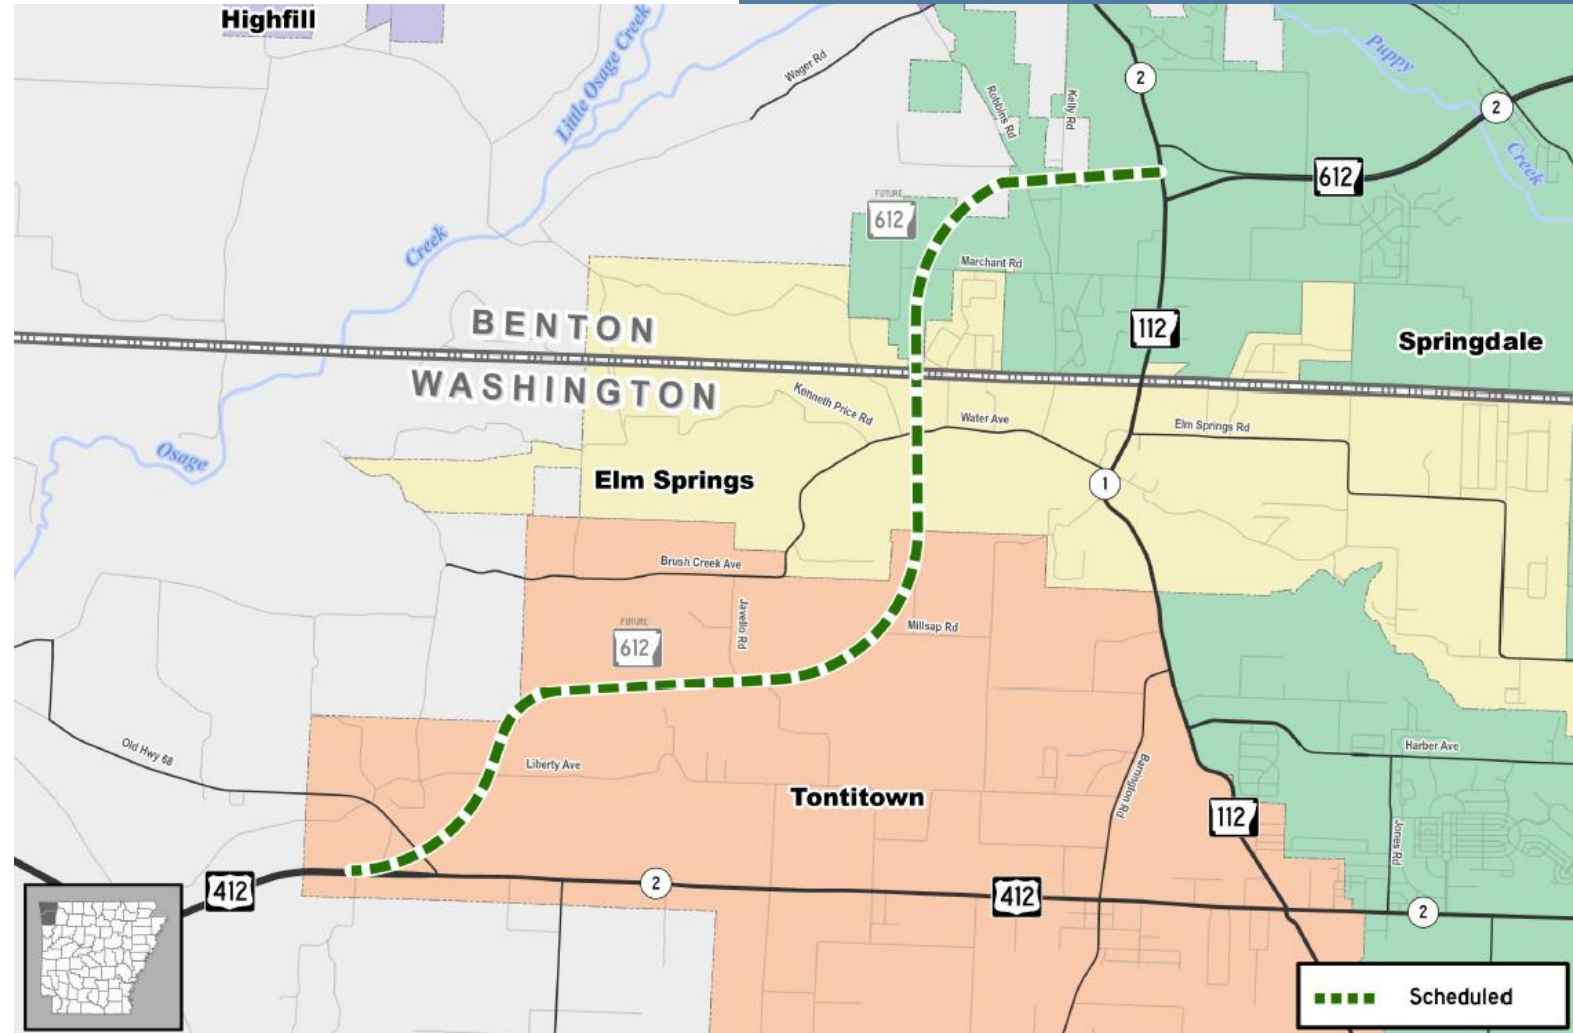 Highfill
Little Osage Creek
Wager Rd
Robbins Rd
Kelly Rd
2
Puppy
Creek
2
612
FUTURE
612
Creek
Marchant Rd
BENTON
112
Springdale
WASHINGTON
Kenneth Price Rd
Water Ave
Elm Springs Rd
Osage
Elm Springs
1
Brush Creek Ave
Javello Rd
FUTURE
612
Millsap Rd
Old Hwy 68
Liberty Ave
Barrington Rd
Harber Ave
Tontitown
112
Jones Rd
412
2
412
2
Scheduled